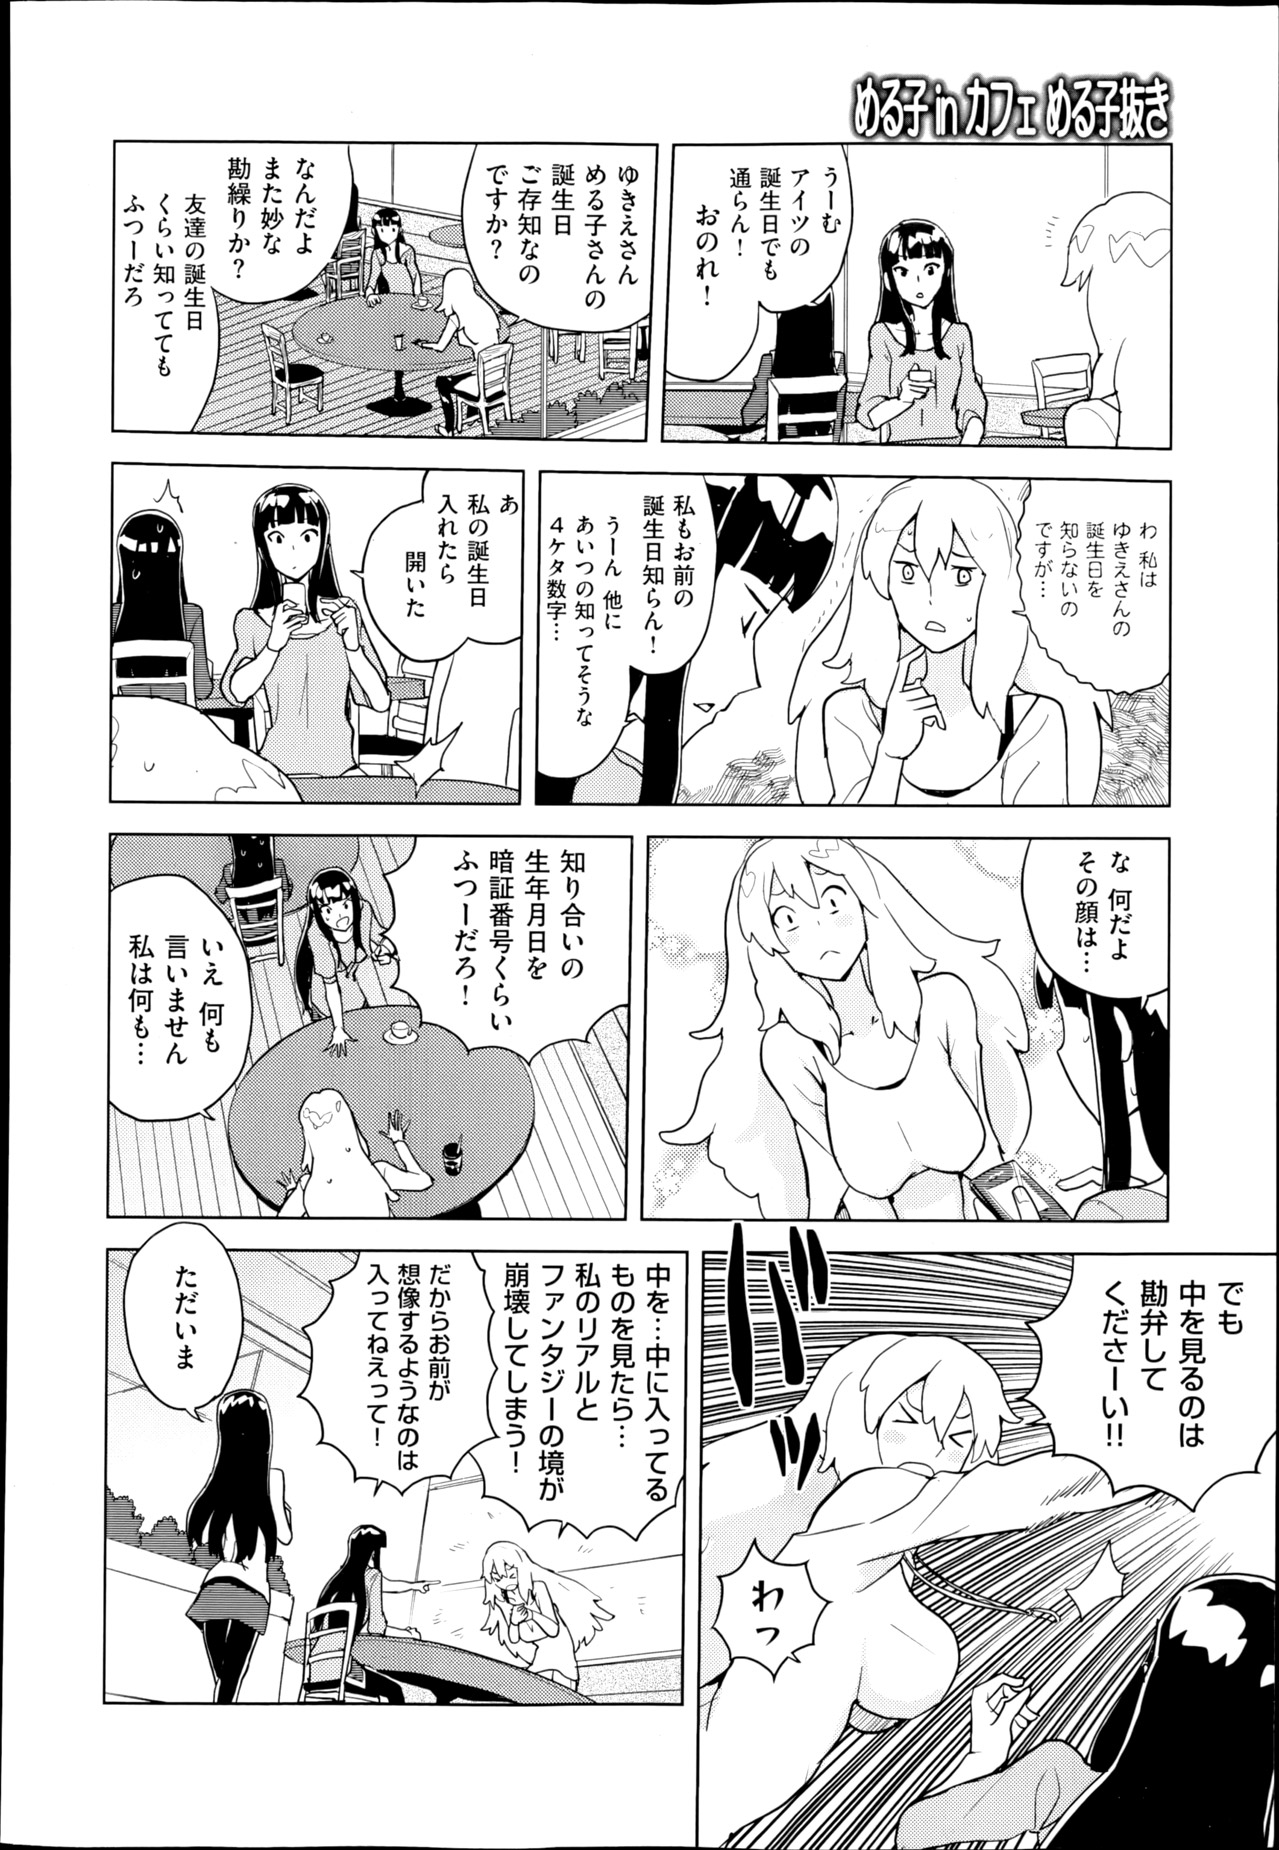 める子 in カフェ める子抜き
うーむ
アイツの
誕生日でも
通らん！
おのれ！
ゆきえさん
める子さんの
誕生日
ご存知なの
ですか？
なんだよ
また妙な
勘繰りか？
友達の誕生日
くらい知ってても
ふつーだろ
わ 私は
ゆきえさんの
誕生日を
知らないの
ですが…
私もお前の
誕生日知らん！
うーん 他に
あいつの知ってそうな
４ケタ数字…
あ
私の誕生日
入れたら
開いた
な 何だよ
その顔は…
知り合いの
生年月日を
暗証番号くらい
ふつーだろ！
いえ 何も
言いません
私は何も…
でも
中を見るのは
勘弁して
くださーい!!
わっ
中を…中に入ってる
ものを見たら…
私のリアルと
ファンタジーの境が
崩壊してしまう！
だからお前が
想像するようなのは
入ってねえって！
ただいま